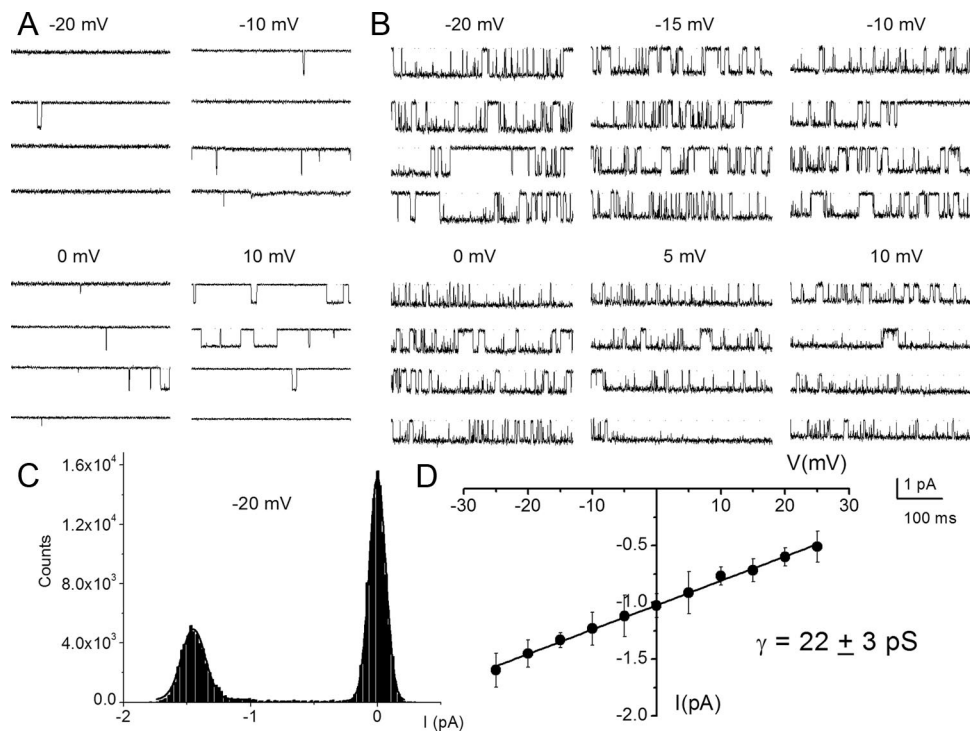 A
-20 mV
-10 mV
B
-20 mV
-15 mV
-10 mV
0 mV
10 mV
0 mV
5 mV
10 mV
C
-20 mV
Counts
1.6x10⁴
1.2x10⁴
8.0x10³
4.0x10³
0.0
-2
-1
0
I (pA)
D
V(mV)
-30
-20
-10
0
10
20
30
-0.5
-1.0
-1.5
-2.0
I(pA)
γ = 22 ± 3 pS
1 pA
100 ms